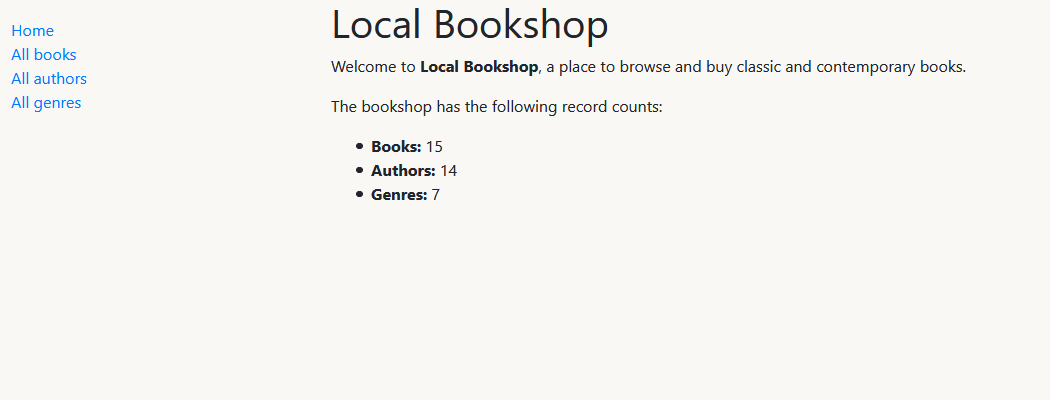 Home
All books
All authors
All genres
Local Bookshop
Welcome to Local Bookshop, a place to browse and buy classic and contemporary books.
The bookshop has the following record counts:
Books: 15
Authors: 14
Genres: 7